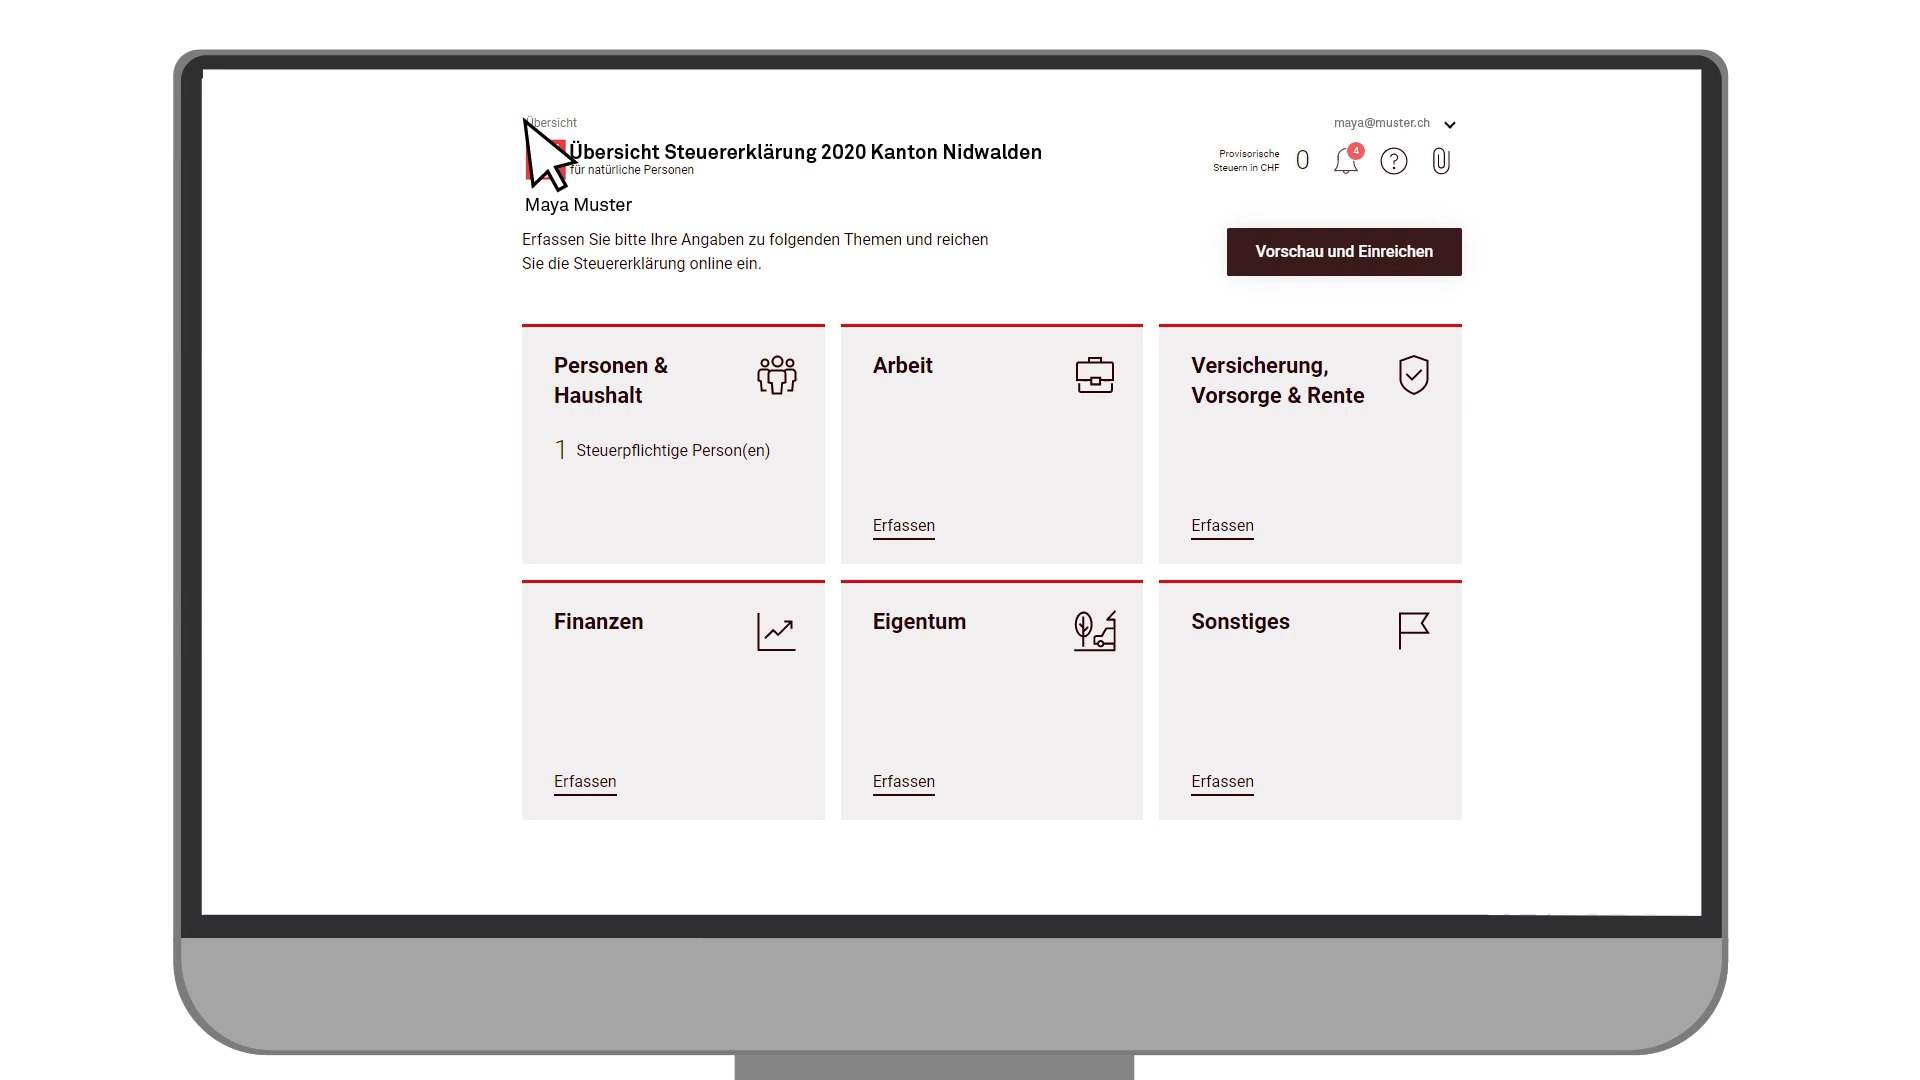 Übersicht
maya@muster.ch
Übersicht Steuererklärung 2020 Kanton Nidwalden
für natürliche Personen
Provisorische
Steuern in CHF
0
4
?
Maya Muster
Erfassen Sie bitte Ihre Angaben zu folgenden Themen und reichen
Sie die Steuererklärung online ein.
Vorschau und Einreichen
Personen &
Haushalt
1 Steuerpflichtige Person(en)
Arbeit
Erfassen
Versicherung,
Vorsorge & Rente
Erfassen
Finanzen
Erfassen
Eigentum
Erfassen
Sonstiges
Erfassen